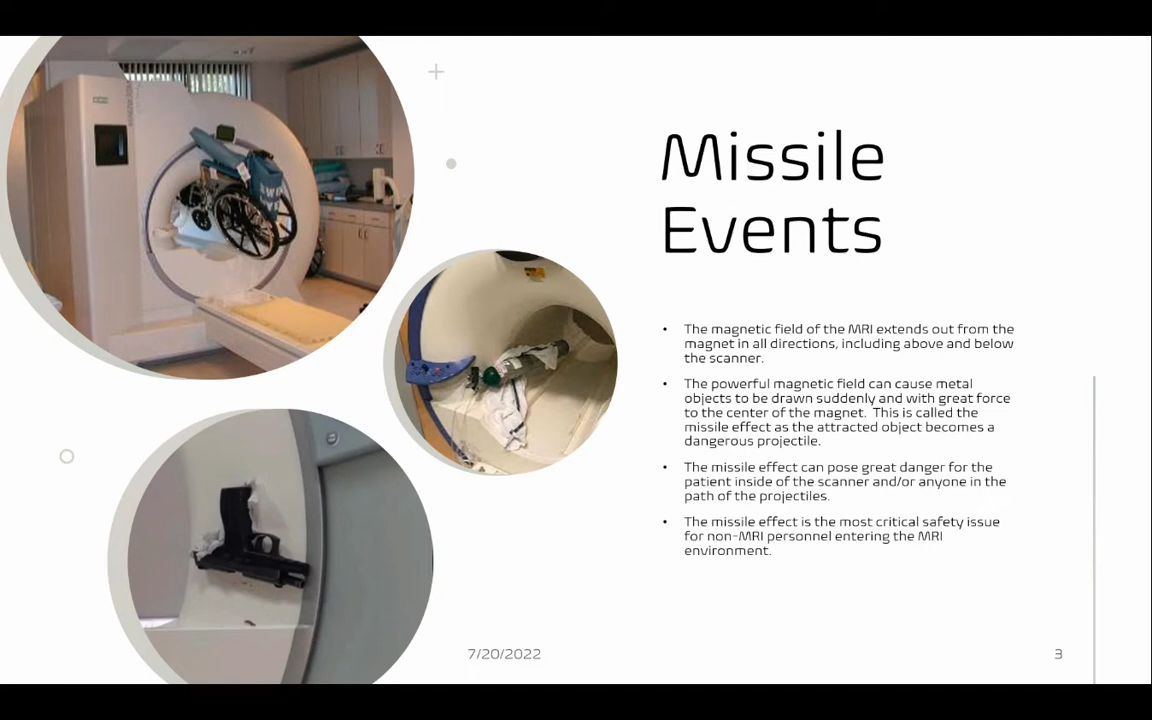 Missile
Events
• The magnetic field of the MRI extends out from the
magnet in all directions, including above and below
the scanner.
• The powerful magnetic field can cause metal
objects to be drawn suddenly and with great force
to the center of the magnet.  This is called the
missile effect as the attracted object becomes a
dangerous projectile.
• The missile effect can pose great danger for the
patient inside of the scanner and/or anyone in the
path of the projectiles.
• The missile effect is the most critical safety issue
for non-MRI personnel entering the MRI
environment.
7/20/2022
3